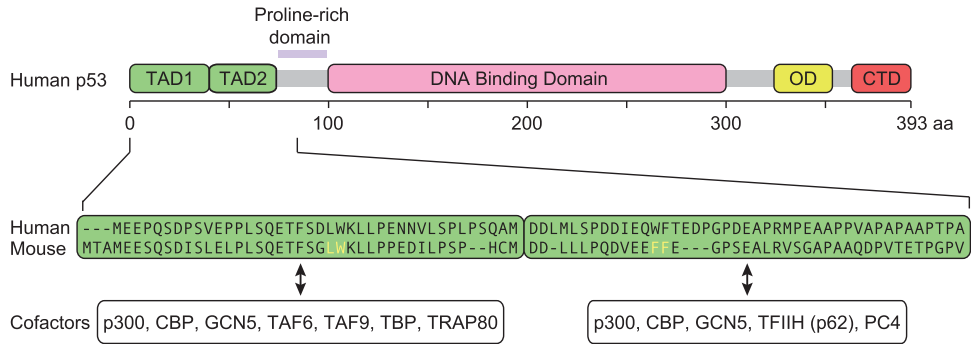 Proline-rich
domain
Human p53
TAD1 TAD2 DNA Binding Domain OD CTD
0 100 200 300 393 aa
Human ---MEEPQSDPSVEPPLSQETFSDLWKLLPENNVLSPLPSQAM DDLMLSPDDIEQWFTEDPGPDEAPRMPEAAPPVAPAPAAPTPA
Mouse MTAMEESQSDISLELPLSQETFSGLWKLLPPEDILPSP--HCM DD-LLLPQDVEEFFE---GPSEALRVSGAPAAQDPVTETPGPV
Cofactors p300, CBP, GCN5, TAF6, TAF9, TBP, TRAP80 p300, CBP, GCN5, TFIIH (p62), PC4